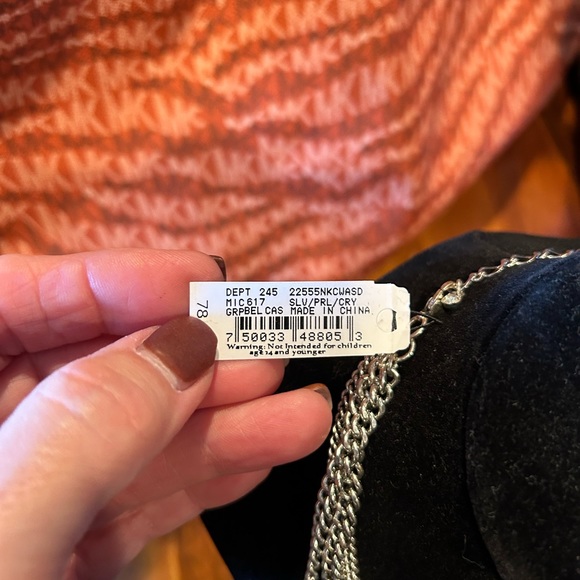 DEPT 245 22555NKCWASD
MIC617 SLV/PRL/CRY
GRPBELCAS MADE IN CHINA
7 50033 48805 3
Warning: Not Intended for children
age 14 and younger
78